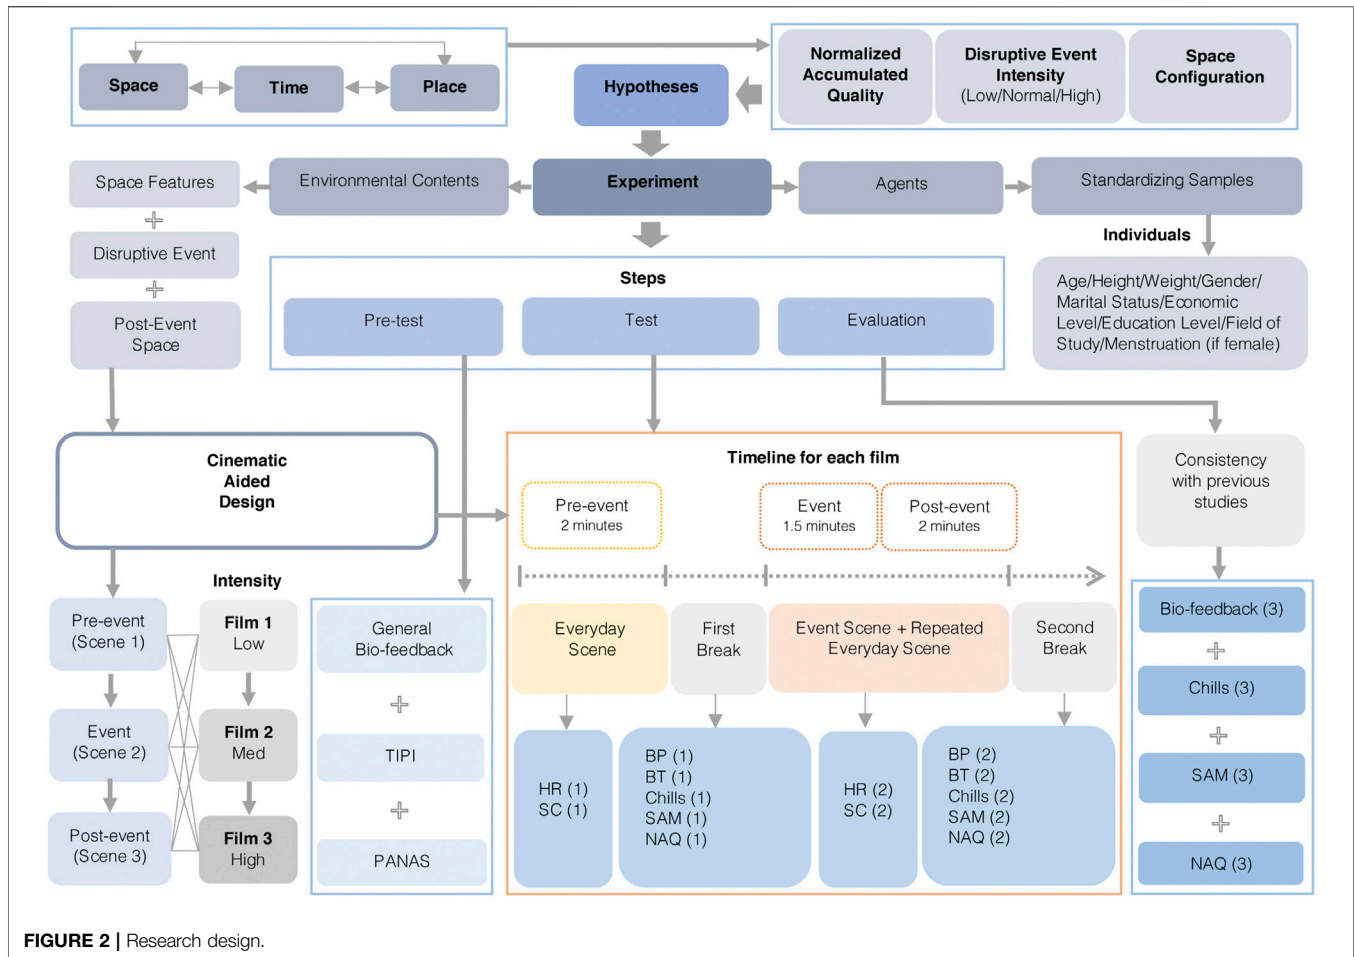 Space
Time
Place
Hypotheses
Normalized
Accumulated
Quality
Disruptive Event
Intensity
(Low/Normal/High)
Space
Configuration
Space Features
Environmental Contents
Experiment
Agents
Standardizing Samples
Disruptive Event
Post-Event
Space
Individuals
Age/Height/Weight/Gender/
Marital Status/Economic
Level/Education Level/Field of
Study/Menstruation (if female)
Steps
Pre-test
Test
Evaluation
Cinematic
Aided
Design
Timeline for each film
Pre-event
2 minutes
Event
1.5 minutes
Post-event
2 minutes
Consistency
with previous
studies
Intensity
Pre-event
(Scene 1)
Event
(Scene 2)
Post-event
(Scene 3)
Film 1
Low
Film 2
Med
Film 3
High
General
Bio-feedback
TIPI
PANAS
Everyday
Scene
First
Break
Event Scene + Repeated
Everyday Scene
Second
Break
HR (1)
SC (1)
BP (1)
BT (1)
Chills (1)
SAM (1)
NAQ (1)
HR (2)
SC (2)
BP (2)
BT (2)
Chills (2)
SAM (2)
NAQ (2)
Bio-feedback (3)
Chills (3)
SAM (3)
NAQ (3)
FIGURE 2 | Research design.